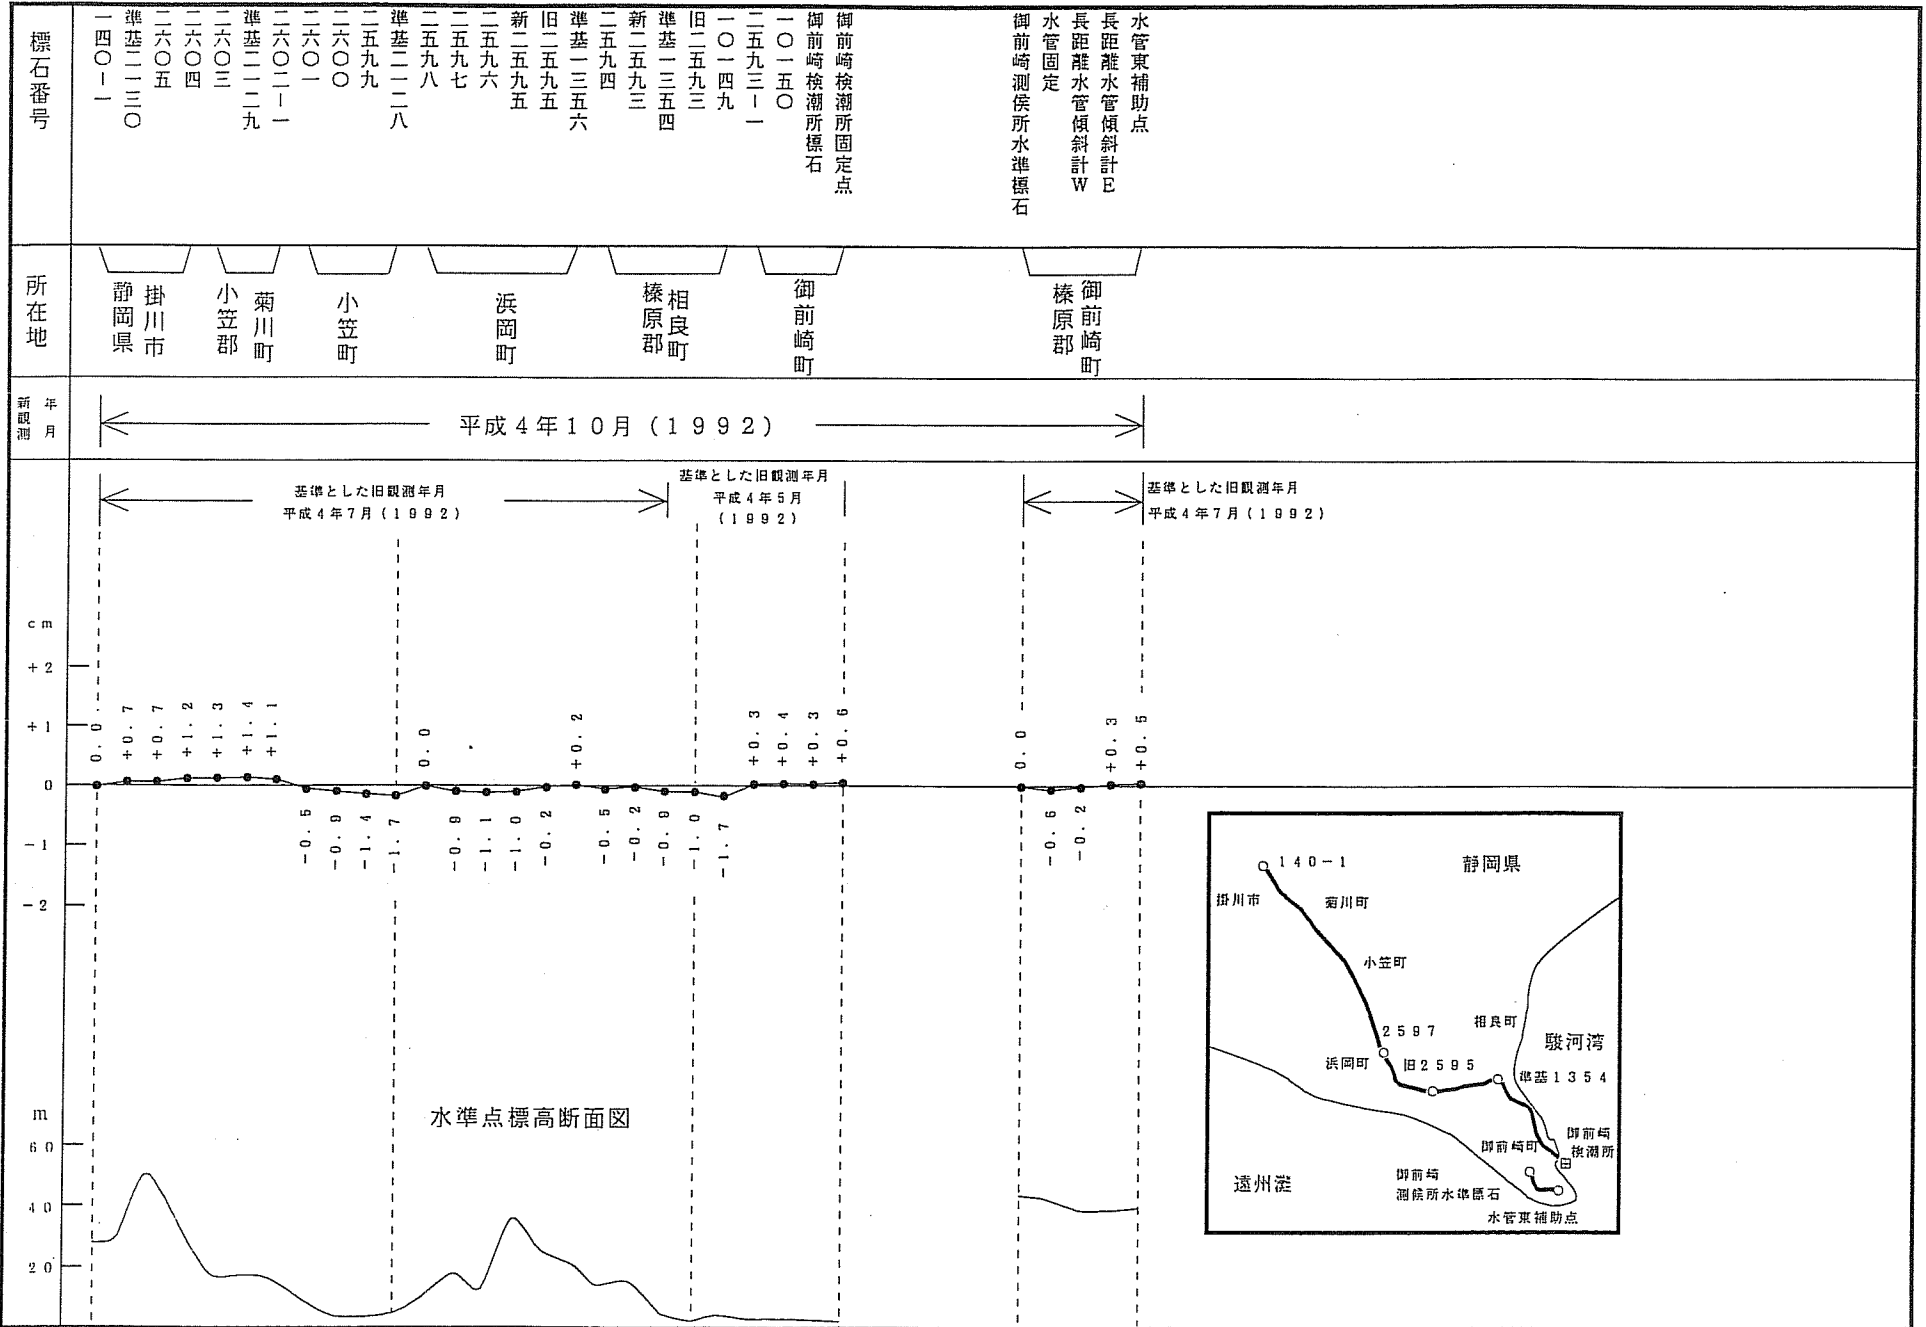 標石番号
一四〇-一
準基二一三〇
二六〇五
二六〇四
二六〇三
準基二一二九
二六〇二-一
二六〇一
二六〇〇
二五九九
準基二一二八
二五九八
二五九七
二五九六
新二五九五
旧二五九五
準基一三五六
二五九四
新二五九三
準基一三五四
旧二五九三
一〇一四九
二五九三-一
一〇一五〇
御前崎検潮所標石
御前崎検潮所固定点
御前崎測候所水準標石
水管固定
長距離水管傾斜計W
長距離水管傾斜計E
水管東補助点
所在地
静岡県
掛川市
小笠郡
菊川町
小笠町
浜岡町
榛原郡
相良町
御前崎町
榛原郡
御前崎町
新観測
年月
平成4年10月(1992)
基準とした旧観測年月
平成4年7月(1992)
基準とした旧観測年月
平成4年5月
(1992)
基準とした旧観測年月
平成4年7月(1992)
cm
+2
+1
0
-1
-2
0.0
+0.7
+0.7
+1.2
+1.3
+1.4
+1.1
-0.5
-0.9
-1.4
-1.7
0.0
-0.9
-1.1
-1.0
-0.2
+0.2
-0.5
-0.2
-0.9
-1.0
-1.7
+0.3
+0.4
+0.3
+0.6
0.0
-0.6
-0.2
+0.3
+0.5
水準点標高断面図
m
60
40
20
140-1
静岡県
掛川市
菊川町
小笠町
2597
相良町
駿河湾
浜岡町
旧2595
準基1354
御前崎町
御前崎
検潮所
遠州灘
御前崎
測候所水準標石
水管東補助点